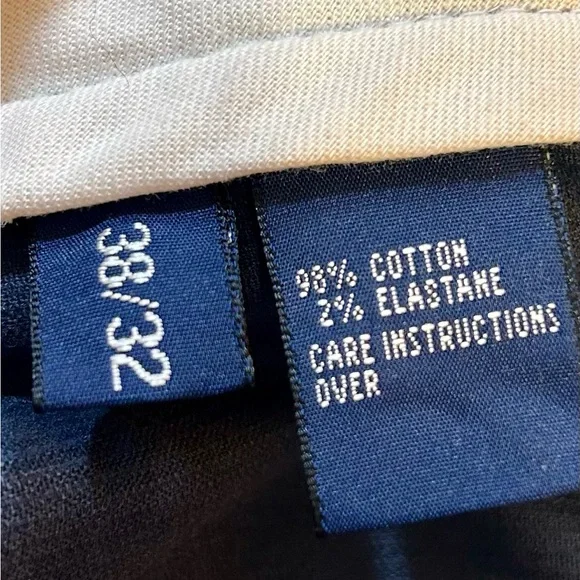 38/32
98% COTTON
2% ELASTANE
CARE INSTRUCTIONS
OVER